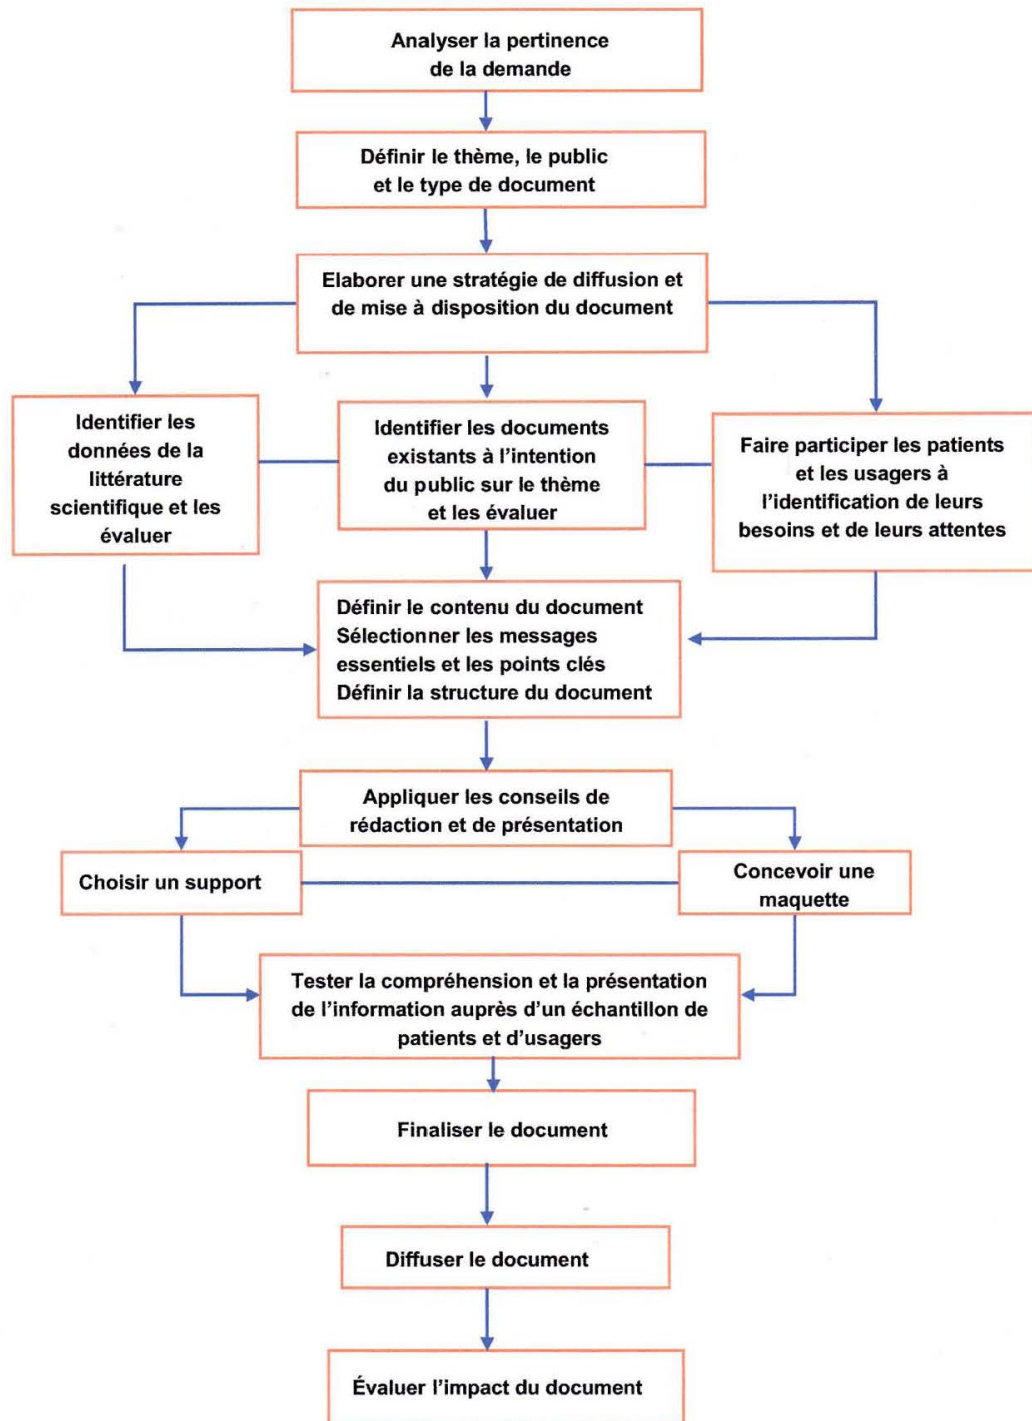 Analyser la pertinence
de la demande
Définir le thème, le public
et le type de document
Elaborer une stratégie de diffusion et
de mise à disposition du document
Identifier les
données de la
littérature
scientifique et les
évaluer
Identifier les documents
existants à l'intention
du public sur le thème
et les évaluer
Faire participer les patients
et les usagers à
l'identification de leurs
besoins et de leurs attentes
Définir le contenu du document
Sélectionner les messages
essentiels et les points clés
Définir la structure du document
Appliquer les conseils de
rédaction et de présentation
Choisir un support
Concevoir une
maquette
Tester la compréhension et la présentation
de l'information auprès d'un échantillon de
patients et d'usagers
Finaliser le document
Diffuser le document
Évaluer l'impact du document